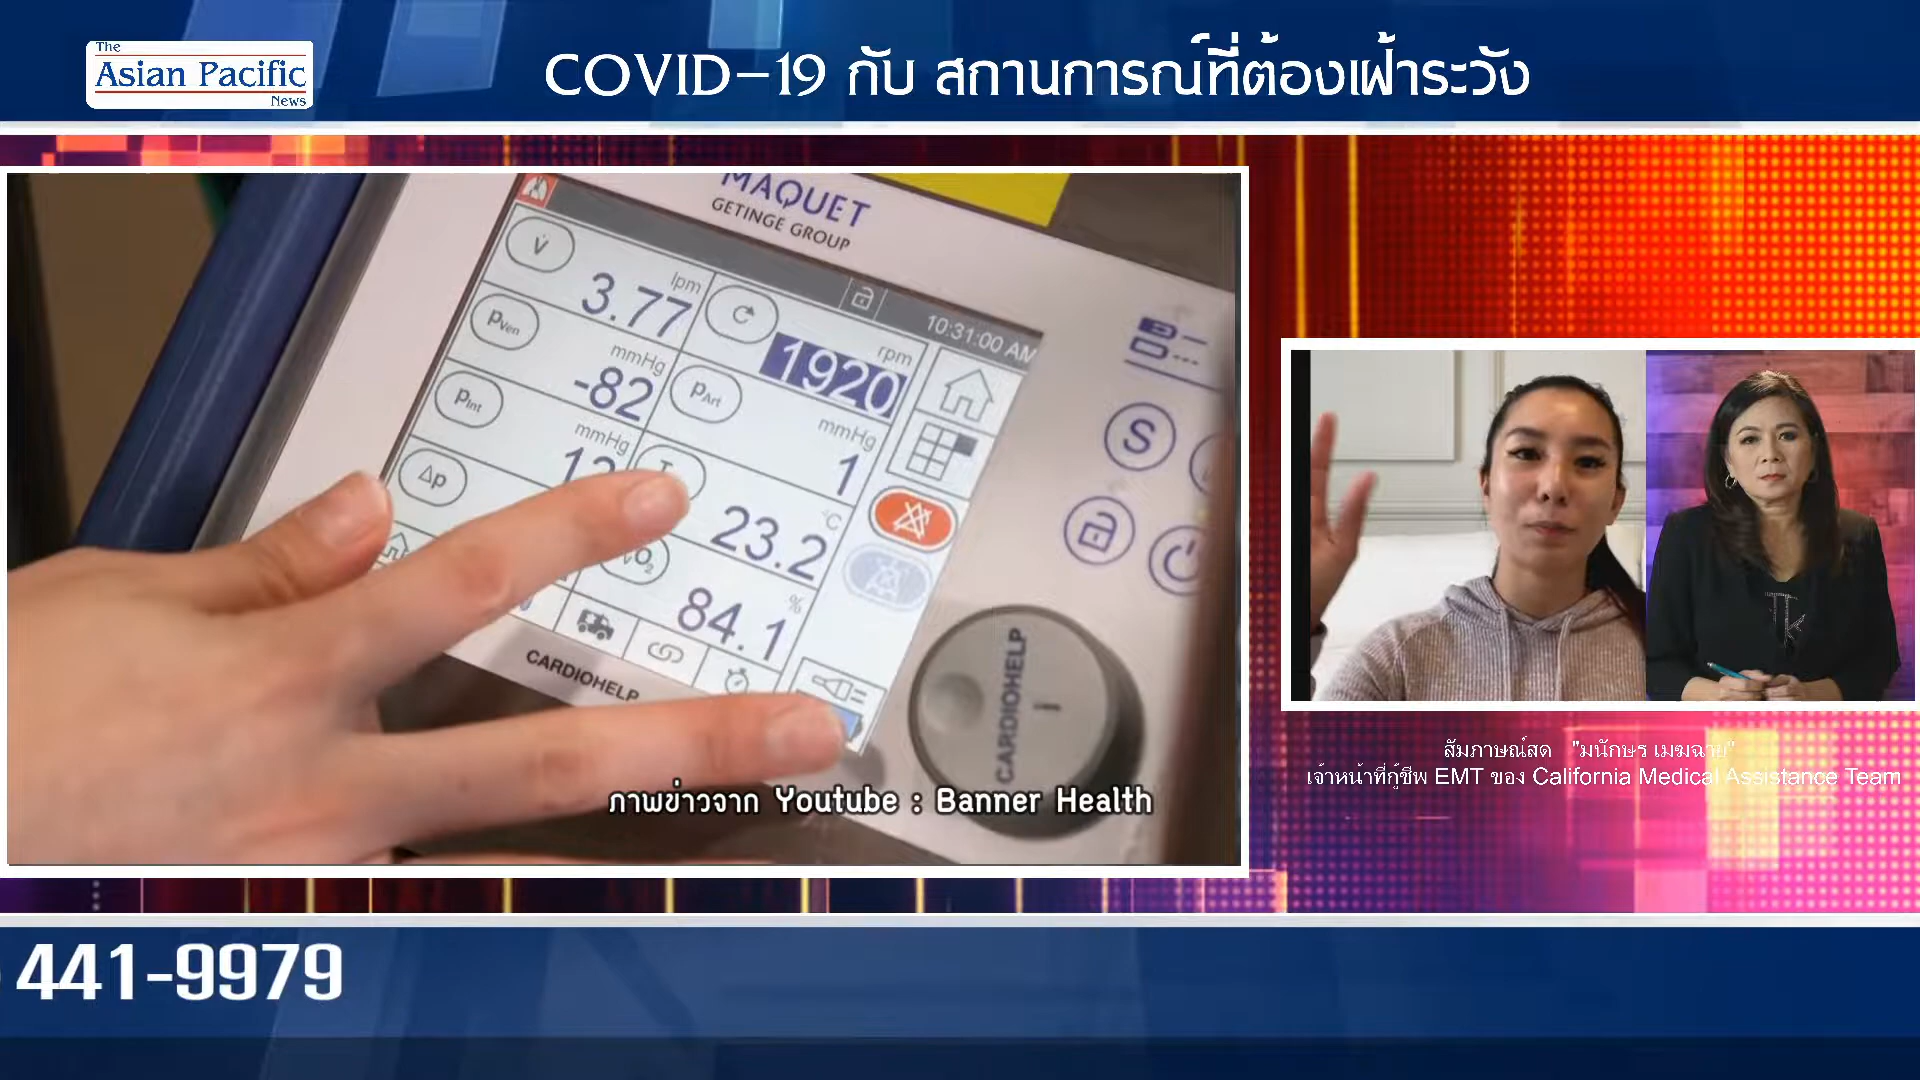 The
Asian Pacific
News
COVID-19 กับ สถานการณ์ที่ต้องเฝ้าระวัง
MAQUET
GETINGE GROUP
10:31:00 AM
V
lpm
3.77
rpm
1920
PVen
mmHg
-82
PArt
mmHg
1
PInt
mmHg
Δp
°C
23.2
O2
%
84.1
S
CARDIOHELP
CARDIOHELP
ภาพข่าวจาก Youtube : Banner Health
สัมภาษณ์สด "มนักษร เมฆฉาย"
เจ้าหน้าที่กู้ชีพ EMT ของ California Medical Assistance Team
441-9979